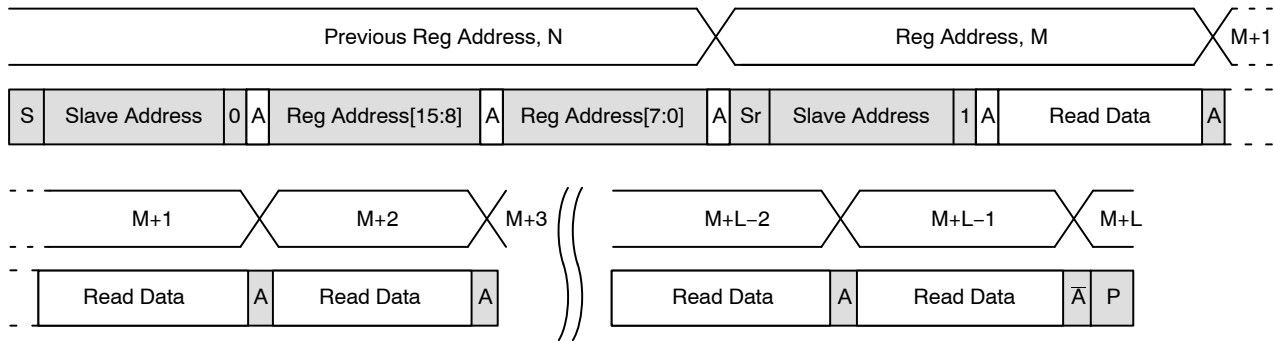 Previous Reg Address, N Reg Address, M M+1
S Slave Address 0 A Reg Address[15:8] A Reg Address[7:0] A Sr Slave Address 1 A Read Data A
M+1 M+2 M+3 M+L−2 M+L−1 M+L
Read Data A Read Data A Read Data A Read Data A̅ P